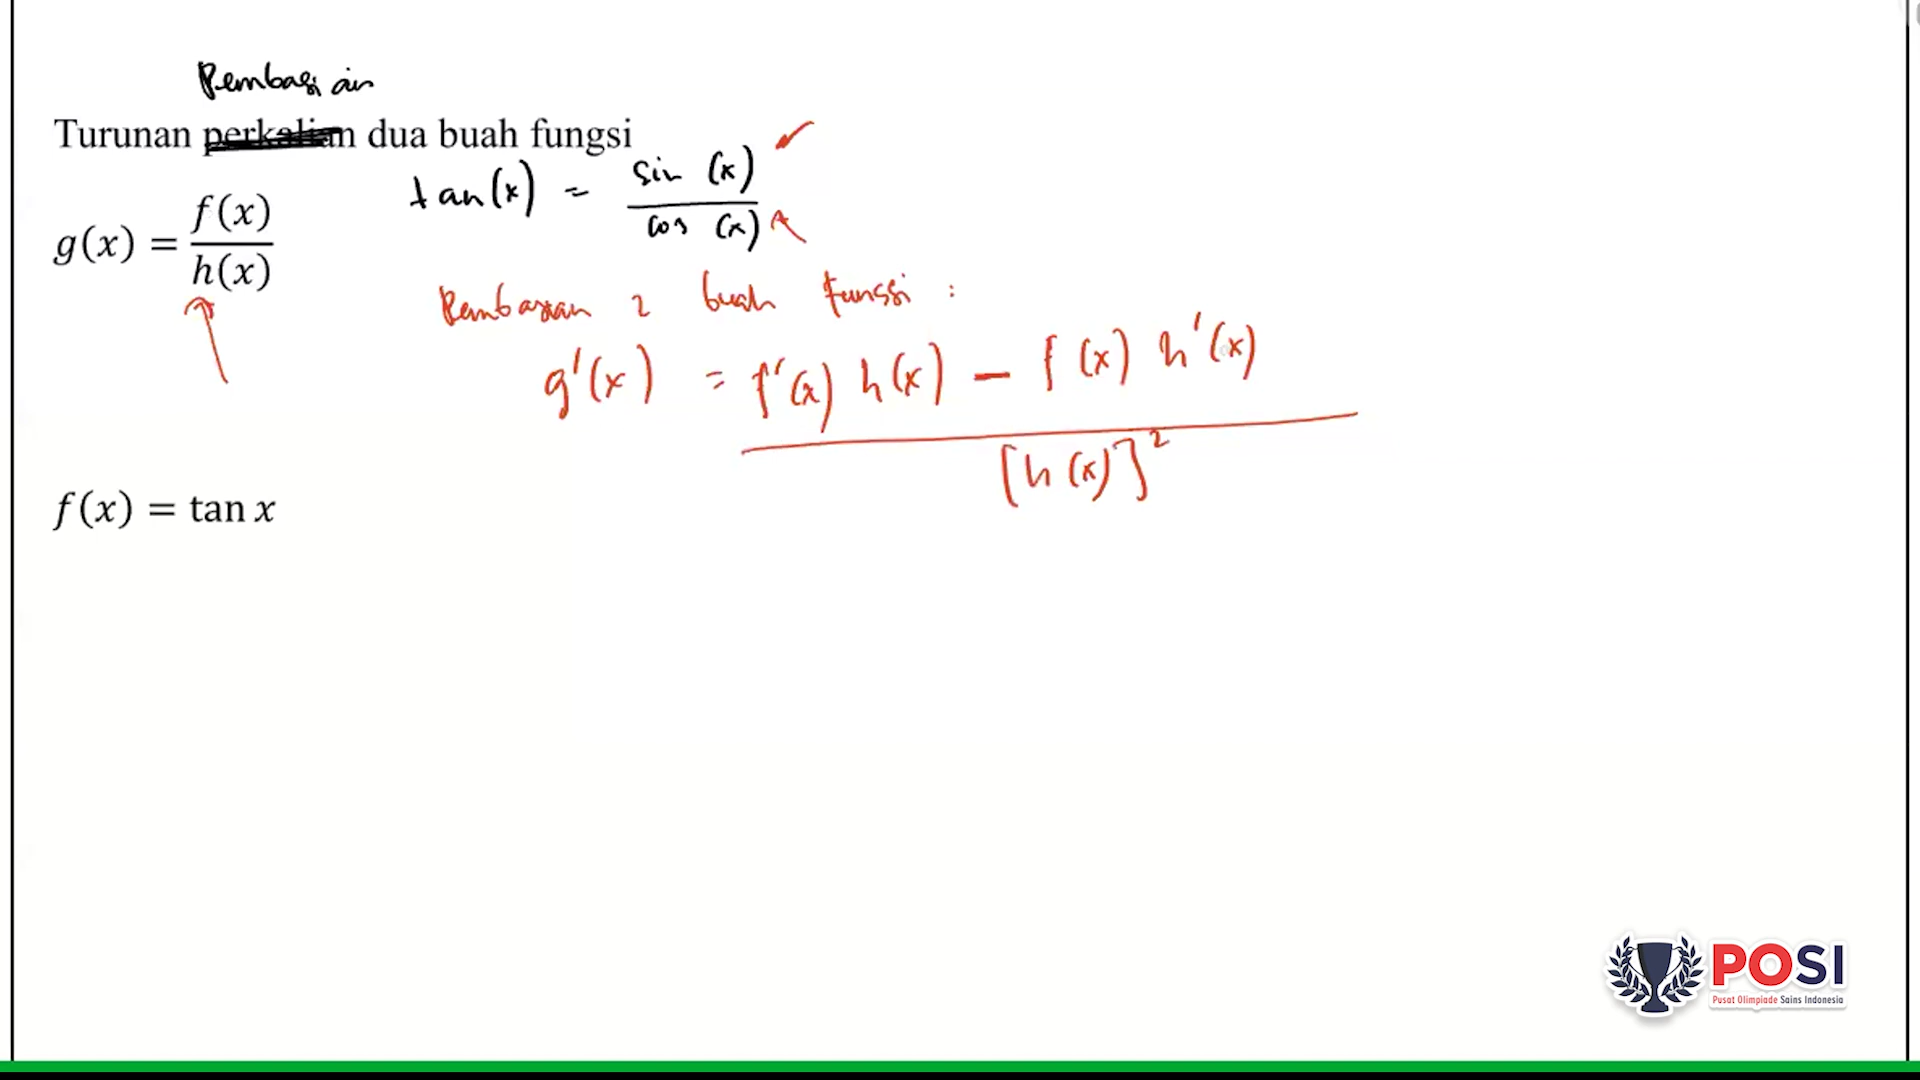 Pembagian
Turunan perkalian dua buah fungsi
tan(x) = sin (x) / cos (x)
g(x) = f(x) / h(x)
Pembagian 2 buah fungsi :
g'(x) = f'(x) h(x) - f(x) h'(x) / [h(x)]²
f(x) = tan x
POSI
Pusat Olimpiade Sains Indonesia